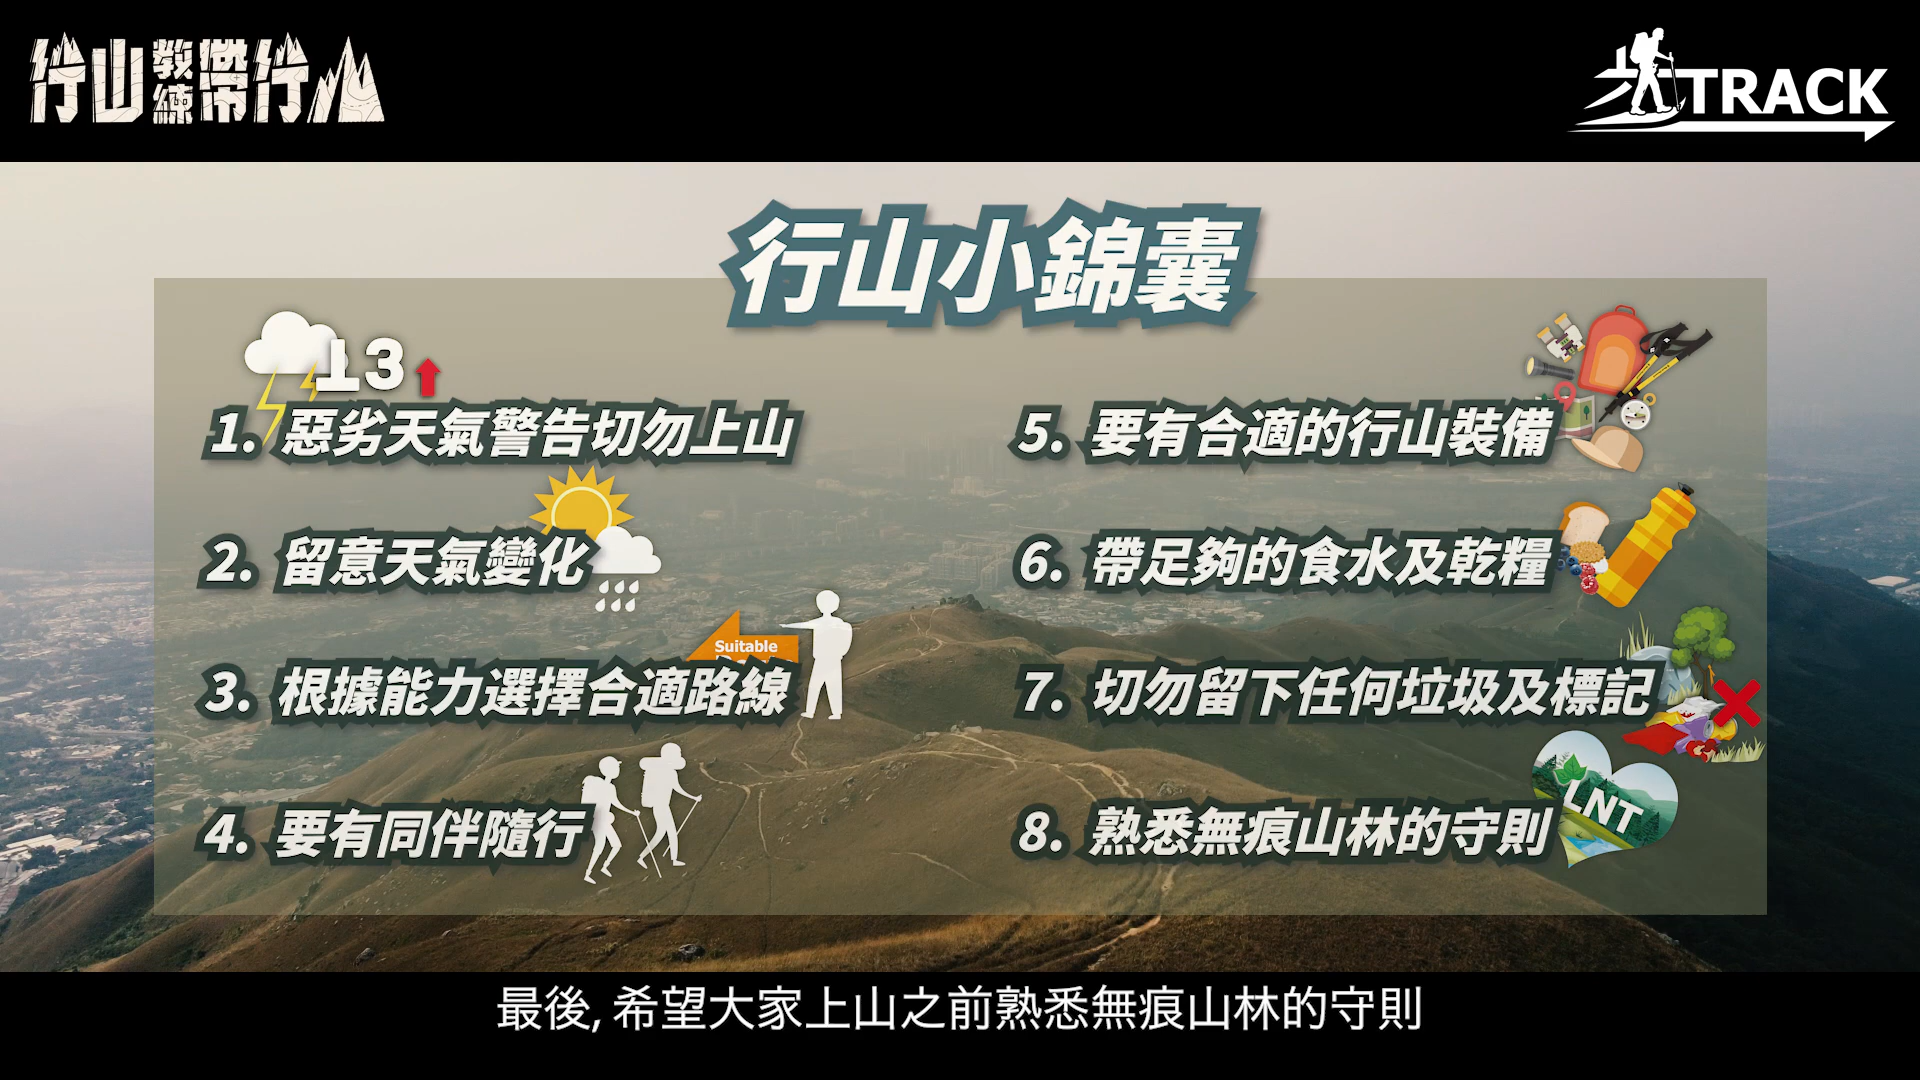 行山教練帶行山
TRACK
行山小錦囊
T3
1. 惡劣天氣警告切勿上山
2. 留意天氣變化
Suitable
3. 根據能力選擇合適路線
4. 要有同伴隨行
5. 要有合適的行山裝備
6. 帶足夠的食水及乾糧
7. 切勿留下任何垃圾及標記
8. 熟悉無痕山林的守則
LNT
最後, 希望大家上山之前熟悉無痕山林的守則